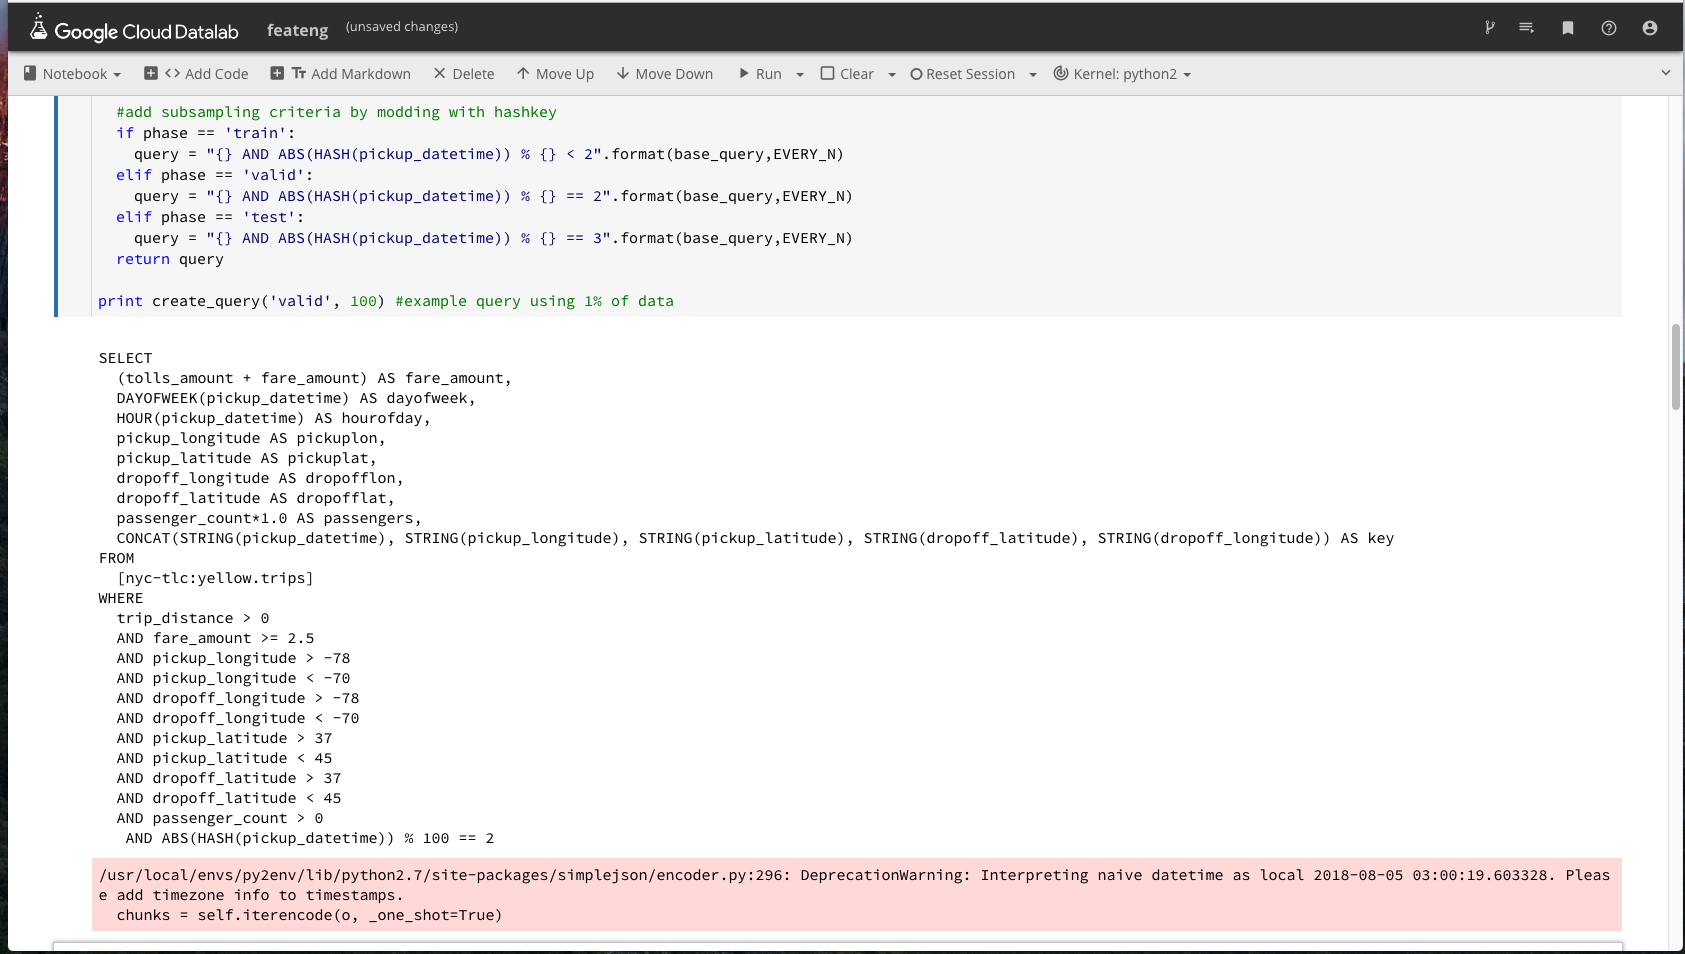 Google Cloud Datalab feateng (unsaved changes)
Notebook Add Code Add Markdown Delete Move Up Move Down Run Clear Reset Session Kernel: python2
#add subsampling criteria by modding with hashkey
if phase == 'train':
query = "{} AND ABS(HASH(pickup_datetime)) % {} < 2".format(base_query,EVERY_N)
elif phase == 'valid':
query = "{} AND ABS(HASH(pickup_datetime)) % {} == 2".format(base_query,EVERY_N)
elif phase == 'test':
query = "{} AND ABS(HASH(pickup_datetime)) % {} == 3".format(base_query,EVERY_N)
return query
print create_query('valid', 100) #example query using 1% of data
SELECT
(tolls_amount + fare_amount) AS fare_amount,
DAYOFWEEK(pickup_datetime) AS dayofweek,
HOUR(pickup_datetime) AS hourofday,
pickup_longitude AS pickuplon,
pickup_latitude AS pickuplat,
dropoff_longitude AS dropofflon,
dropoff_latitude AS dropofflat,
passenger_count*1.0 AS passengers,
CONCAT(STRING(pickup_datetime), STRING(pickup_longitude), STRING(pickup_latitude), STRING(dropoff_latitude), STRING(dropoff_longitude)) AS key
FROM
[nyc-tlc:yellow.trips]
WHERE
trip_distance > 0
AND fare_amount >= 2.5
AND pickup_longitude > -78
AND pickup_longitude < -70
AND dropoff_longitude > -78
AND dropoff_longitude < -70
AND pickup_latitude > 37
AND pickup_latitude < 45
AND dropoff_latitude > 37
AND dropoff_latitude < 45
AND passenger_count > 0
AND ABS(HASH(pickup_datetime)) % 100 == 2
/usr/local/envs/py2env/lib/python2.7/site-packages/simplejson/encoder.py:296: DeprecationWarning: Interpreting naive datetime as local 2018-08-05 03:00:19.603328. Pleas
e add timezone info to timestamps.
chunks = self.iterencode(o, _one_shot=True)